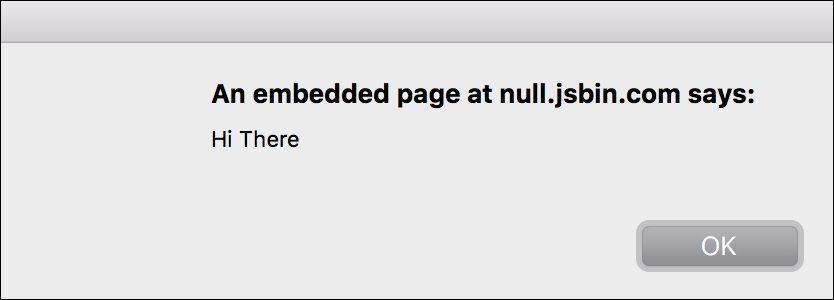 An embedded page at null.jsbin.com says:
Hi There
OK